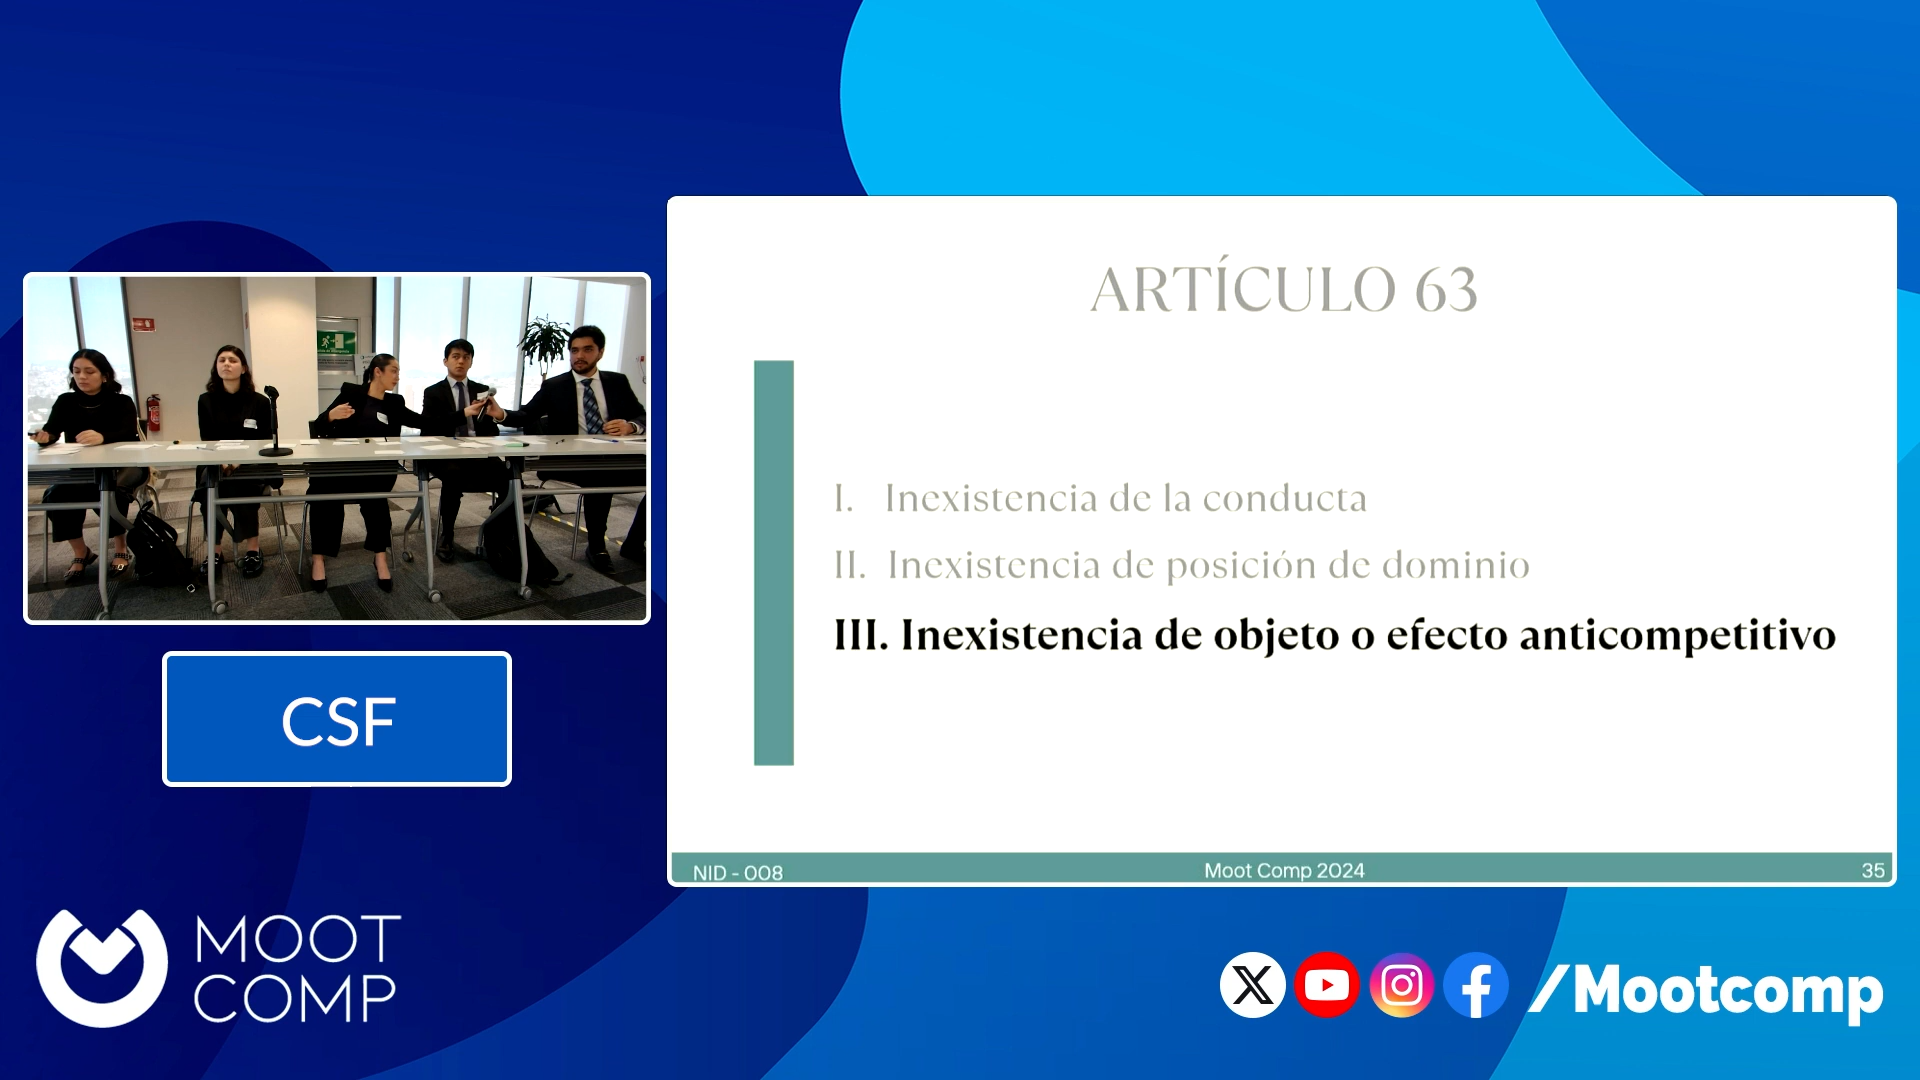 ARTÍCULO 63
I. Inexistencia de la conducta
II. Inexistencia de posición de dominio
III. Inexistencia de objeto o efecto anticompetitivo
NID - 008
Moot Comp 2024
35
CSF
MOOT
COMP
/Mootcomp